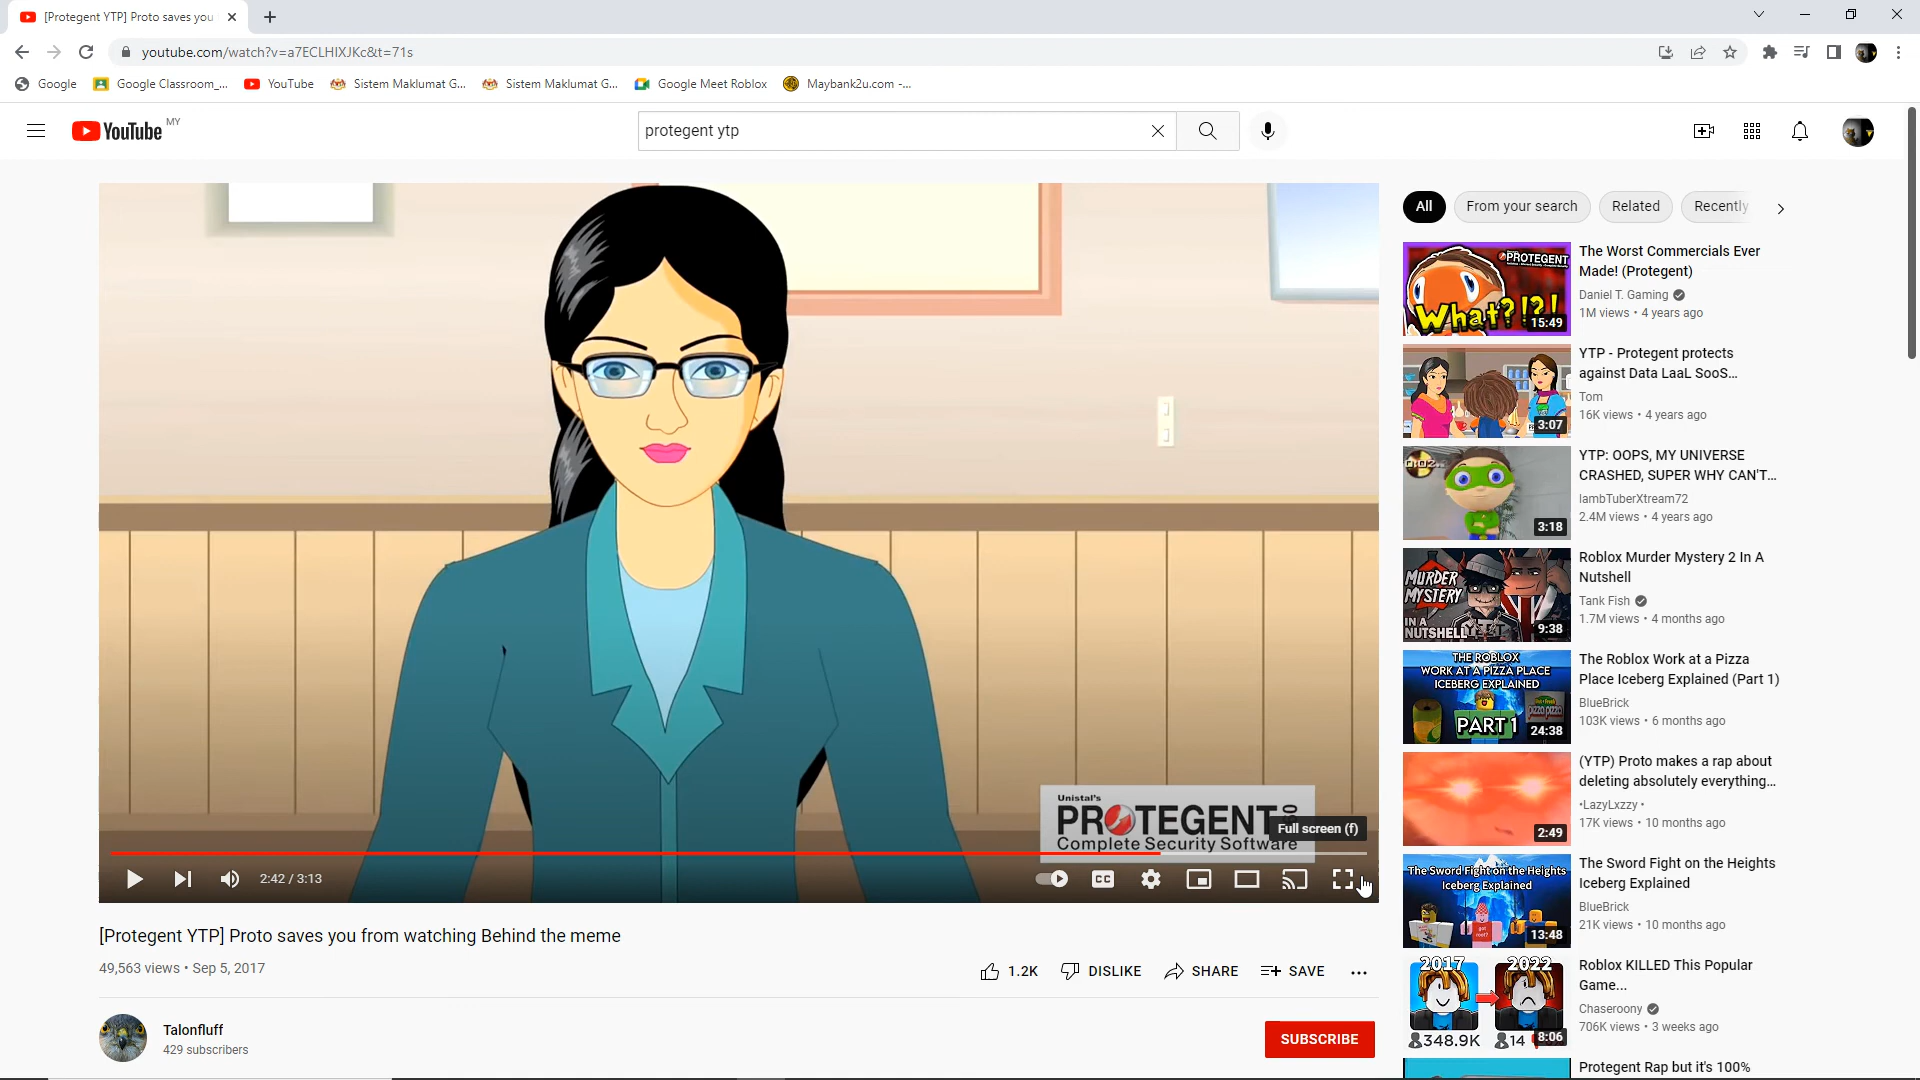 [Protegent YTP] Proto saves you
youtube.com/watch?v=a7ECLHIXJKc&t=71s
Google
Google Classroom_...
YouTube
Sistem Maklumat G...
Sistem Maklumat G...
Google Meet Roblox
Maybank2u.com -...
YouTube MY
protegent ytp
Unistal's
PROTEGENT
Complete Security Software
Full screen (f)
2:42 / 3:13
CC
[Protegent YTP] Proto saves you from watching Behind the meme
49,563 views • Sep 5, 2017
1.2K
DISLIKE
SHARE
SAVE
Talonfluff
429 subscribers
SUBSCRIBE
All
From your search
Related
Recently
PROTEGENT
What?!?!
15:49
The Worst Commercials Ever
Made! (Protegent)
Daniel T. Gaming
1M views • 4 years ago
3:07
YTP - Protegent protects
against Data LaaL SooS...
Tom
16K views • 4 years ago
3:18
YTP: OOPS, MY UNIVERSE
CRASHED, SUPER WHY CAN'T...
IambTuberXtream72
2.4M views • 4 years ago
MURDER
MYSTERY
IN A
NUTSHELL
9:38
Roblox Murder Mystery 2 In A
Nutshell
Tank Fish
1.7M views • 4 months ago
THE ROBLOX
WORK AT A PIZZA PLACE
ICEBERG EXPLAINED
PART 1
24:38
The Roblox Work at a Pizza
Place Iceberg Explained (Part 1)
BlueBrick
103K views • 6 months ago
2:49
(YTP) Proto makes a rap about
deleting absolutely everything...
•LazyLxzzy •
17K views • 10 months ago
The Sword Fight on the Heights
Iceberg Explained
13:48
The Sword Fight on the Heights
Iceberg Explained
BlueBrick
21K views • 10 months ago
2017
2022
348.9K
14
8:06
Roblox KILLED This Popular
Game...
Chaseroony
706K views • 3 weeks ago
Protegent Rap but it's 100%